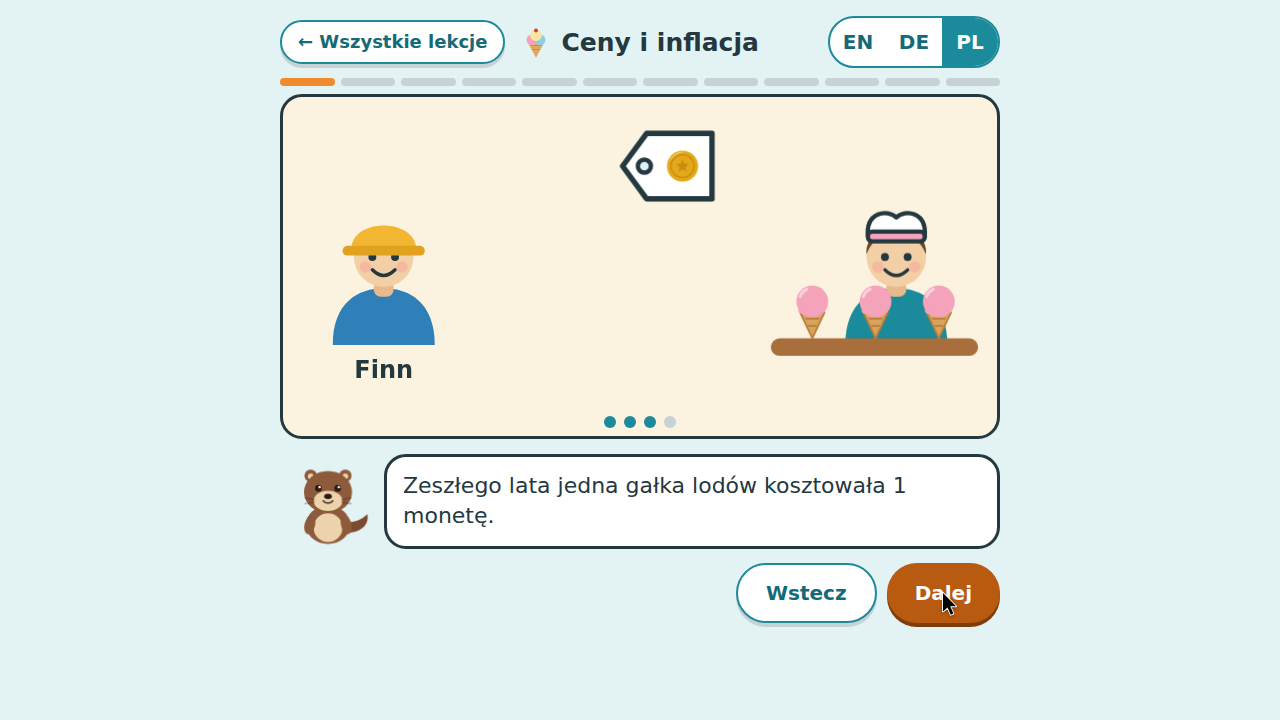 ← Wszystkie lekcje
Ceny i inflacja
EN DE PL
Finn
Zeszłego lata jedna gałka lodów kosztowała 1
monetę.
Wstecz
Dalej